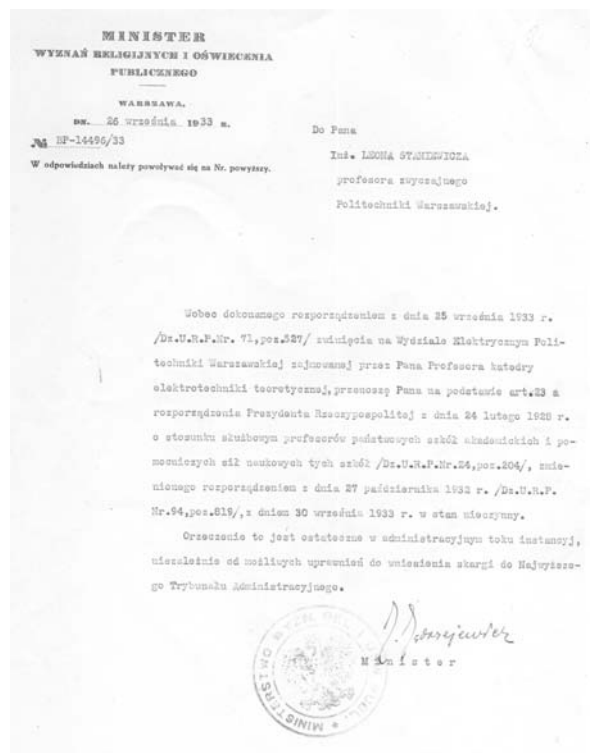 MINISTER
WYZNAŃ RELIGIJNYCH I OŚWIECENIA
PUBLICZNEGO
WARSZAWA,
DN. 26 września 1933 R.
№ BP-14496/33
W odpowiedziach należy powoływać się na Nr. powyższy.
Do Pana
Inż. LEONA STANIEWICZA
profesora zwyczajnego
Politechniki Warszawskiej.
Wobec dokonanego rozporządzeniem z dnia 25 września 1933 r.
/Dz.U.R.P.Nr. 71,poz.527/ zwinięcia na Wydziale Elektrycznym Poli-
techniki Warszawskiej zajmowanej przez Pana Profesora katedry
elektrotechniki teoretycznej, przenoszę Pana na podstawie art.23 a
rozporządzenia Prezydenta Rzeczypospolitej z dnia 24 lutego 1928 r.
o stosunku służbowym profesorów państwowych szkół akademickich i po-
mocniczych sił naukowych tych szkół /Dz.U.R.P.Nr.24,poz.204/, zmie-
nionego rozporządzeniem z dnia 27 października 1932 r. /Dz.U.R.P.
Nr.94,poz.819/, z dniem 30 września 1933 r. w stan nieczynny.
Orzeczenie to jest ostateczne w administracyjnym toku instancyj,
niezależnie od możliwych uprawnień do wniesienia skargi do Najwyższe-
go Trybunału Administracyjnego.
J. Jędrzejewicz
Minister
MINISTERSTWO WYZN. REL. I